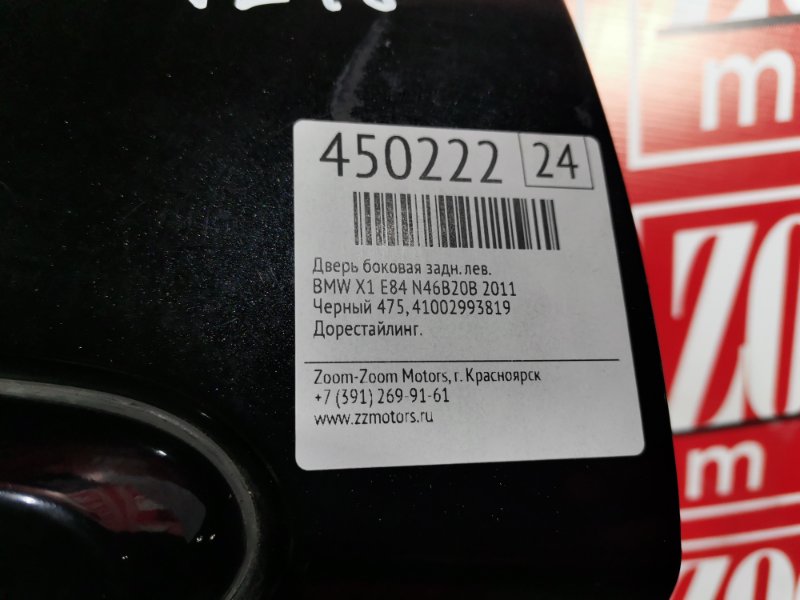 450222 24
Дверь боковая задн. лев.
BMW X1 E84 N46B20B 2011
Черный 475, 41002993819
Дорестайлинг.
Zoom-Zoom Motors, г. Красноярск
+7 (391) 269-91-61
www.zzmotors.ru
m
ZO
m